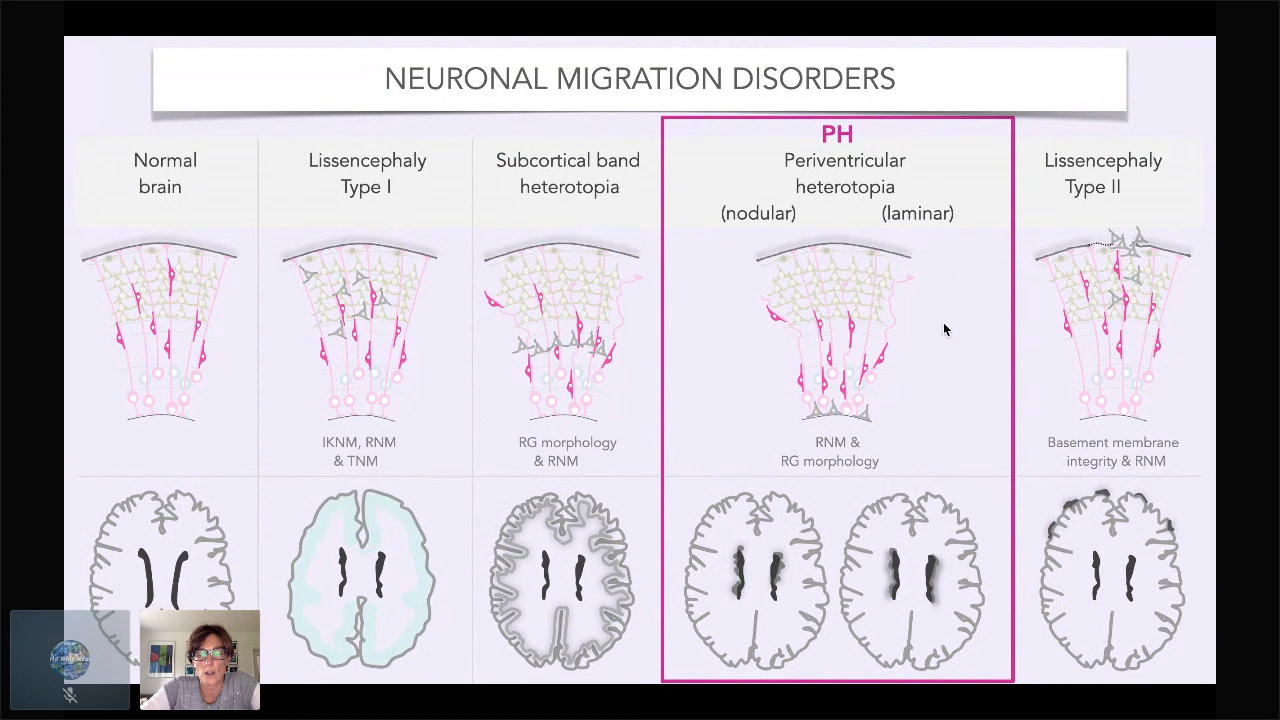 NEURONAL MIGRATION DISORDERS
PH
Normal
brain
Lissencephaly
Type I
Subcortical band
heterotopia
Periventricular
heterotopia
(nodular) (laminar)
Lissencephaly
Type II
IKNM, RNM
& TNM
RG morphology
& RNM
RNM &
RG morphology
Basement membrane
integrity & RNM